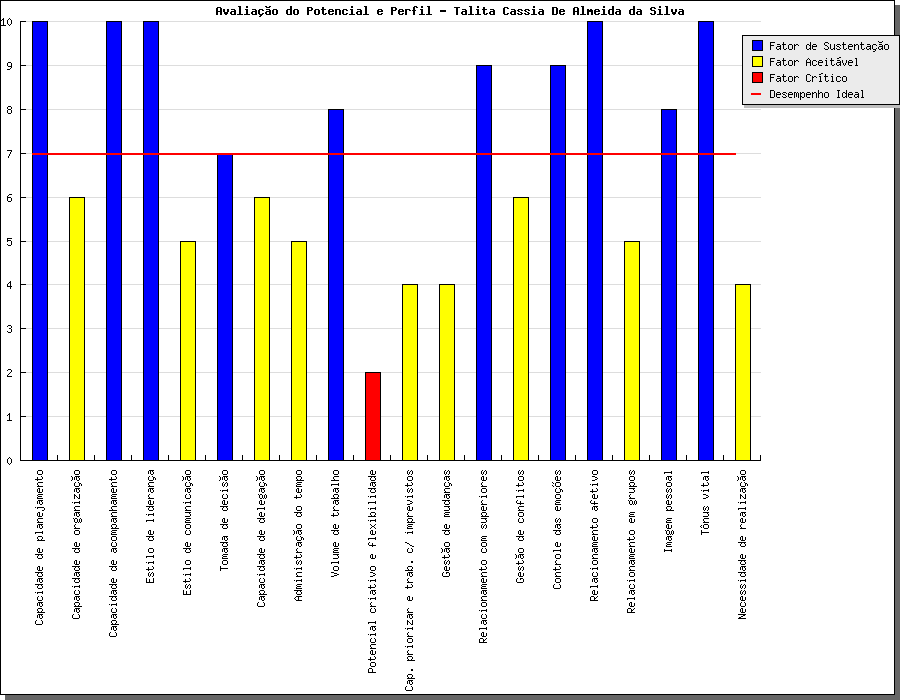 Avaliação do Potencial e Perfil - Talita Cassia De Almeida da Silva
Fator de Sustentação
Fator Aceitável
Fator Crítico
Desempenho Ideal
10
9
8
7
6
5
4
3
2
1
0
Capacidade de planejamento
Capacidade de organização
Capacidade de acompanhamento
Estilo de liderança
Estilo de comunicação
Tomada de decisão
Capacidade de delegação
Administração do tempo
Volume de trabalho
Potencial criativo e flexibilidade
Cap. priorizar e trab. c/ imprevistos
Gestão de mudanças
Relacionamento com superiores
Gestão de conflitos
Controle das emoções
Relacionamento afetivo
Relacionamento em grupos
Imagem pessoal
Tônus vital
Necessidade de realização